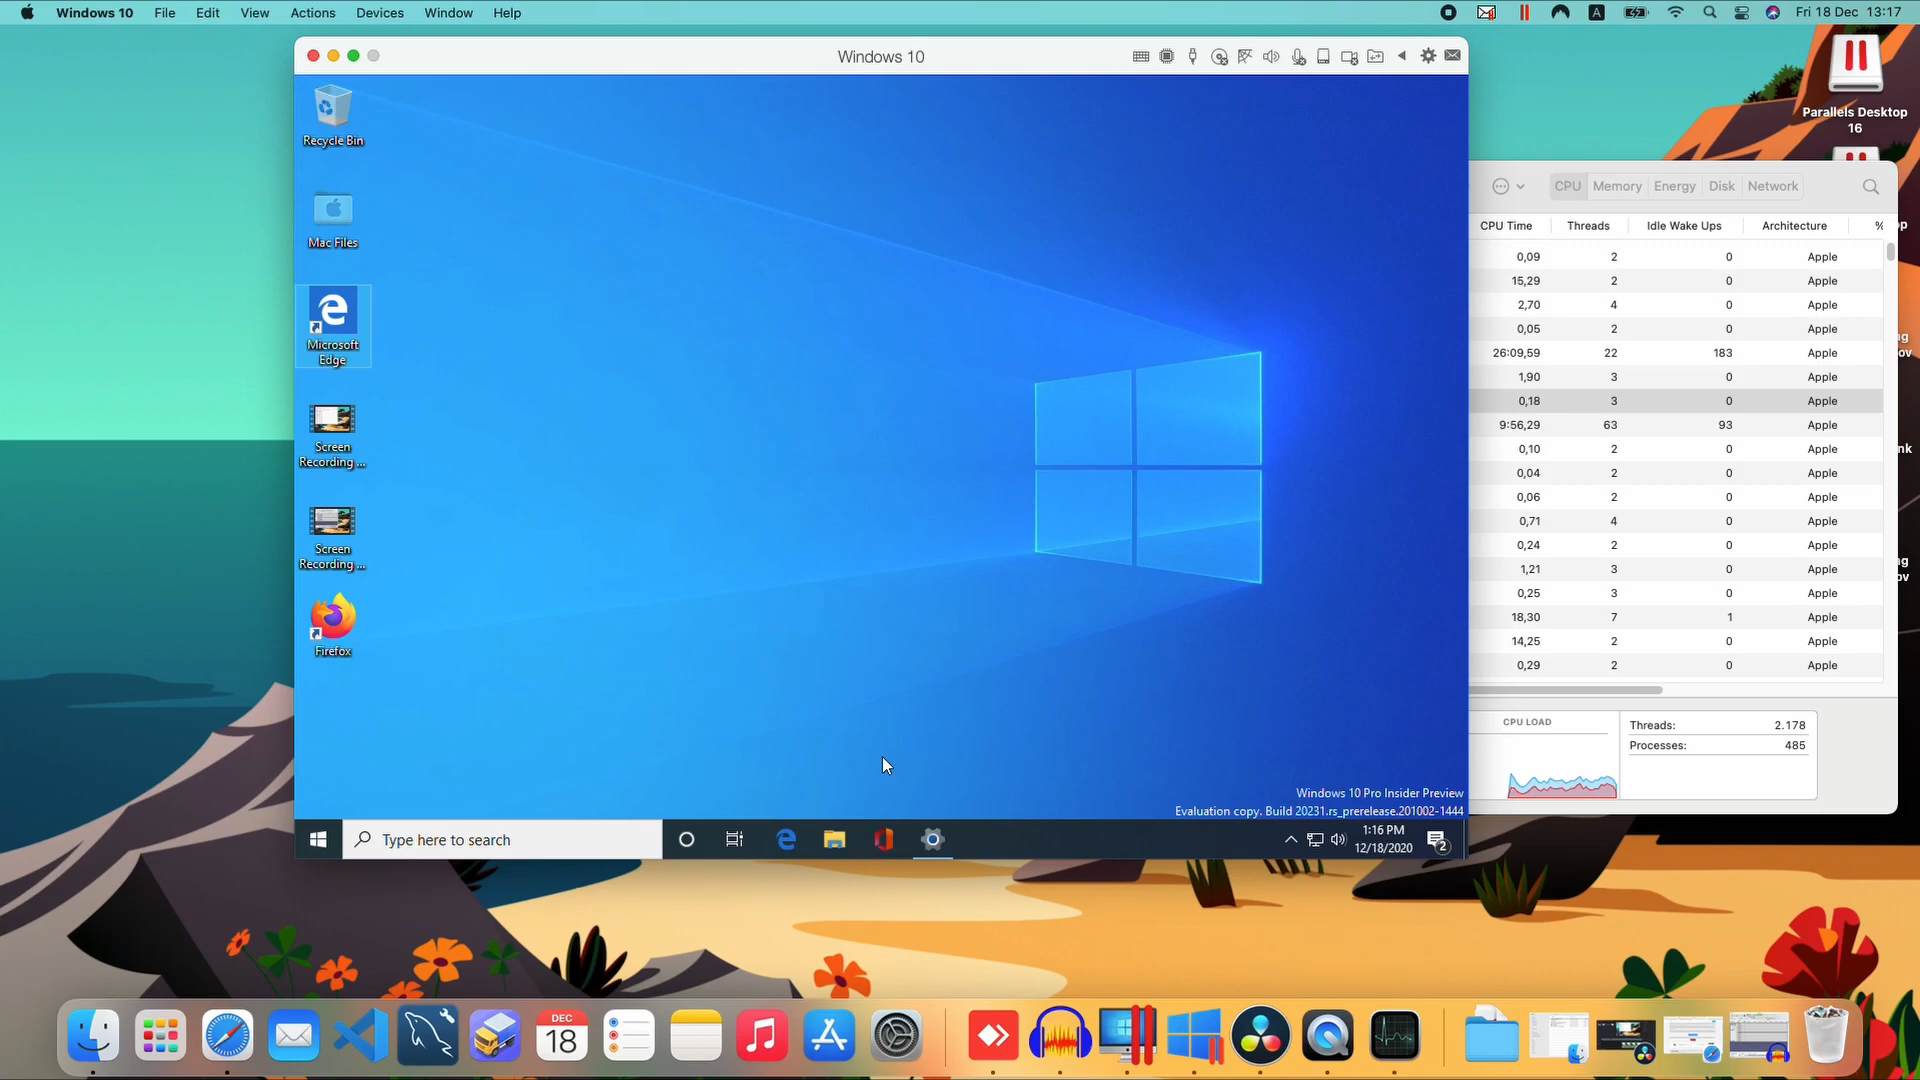 Windows 10 File Edit View Actions Devices Window Help
A
Fri 18 Dec 13:17
Windows 10
Parallels Desktop
16
Recycle Bin
Mac Files
Microsoft
Edge
Screen
Recording ...
Screen
Recording ...
Firefox
CPU Memory Energy Disk Network
CPU Time Threads Idle Wake Ups Architecture %
0,09 2 0 Apple
15,29 2 0 Apple
2,70 4 0 Apple
0,05 2 0 Apple
26:09,59 22 183 Apple
1,90 3 0 Apple
0,18 3 0 Apple
9:56,29 63 93 Apple
0,10 2 0 Apple
0,04 2 0 Apple
0,06 2 0 Apple
0,71 4 0 Apple
0,24 2 0 Apple
1,21 3 0 Apple
0,25 3 0 Apple
18,30 7 1 Apple
14,25 2 0 Apple
0,29 2 0 Apple
CPU LOAD
Threads: 2.178
Processes: 485
Windows 10 Pro Insider Preview
Evaluation copy. Build 20231.rs_prerelease.201002-1444
Type here to search
1:16 PM
12/18/2020
2
DEC
18